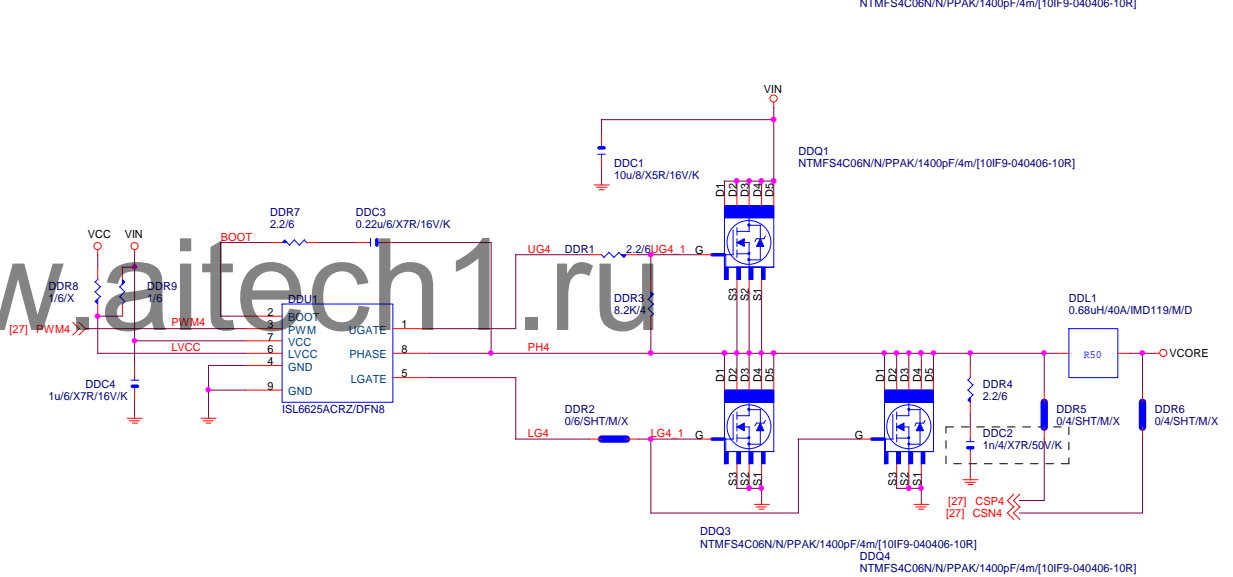 NTMFS4C06N/N/PPAK/1400pF/4m/[10IF9-040406-10R]
VIN
DDC1
10u/8/X5R/16V/K
DDQ1
NTMFS4C06N/N/PPAK/1400pF/4m/[10IF9-040406-10R]
D1 D2 D3 D4 D5
G
S3 S2 S1
DDR7
2.2/6
DDC3
0.22u/6/X7R/16V/K
VCC VIN
BOOT
DDR8
1/6/X
DDR9
1/6
w.aitech1.ru
UG4
DDR1
2.2/6
UG4_1
DDR3
8.2K/4
[27] PWM4
PWM4
LVCC
DDU1
2 BOOT
3 PWM
7 VCC
6 LVCC
4 GND
9 GND
UGATE 1
PHASE 8
LGATE 5
ISL6625ACRZ/DFN8
DDC4
1u/6/X7R/16V/K
PH4
DDL1
0.68uH/40A/IMD119/M/D
R50
VCORE
D1 D2 D3 D4 D5
D1 D2 D3 D4 D5
DDR2
0/6/SHT/M/X
LG4
LG4_1
G
G
S3 S2 S1
S3 S2 S1
DDR4
2.2/6
DDC2
1n/4/X7R/50V/K
DDR5
0/4/SHT/M/X
DDR6
0/4/SHT/M/X
[27] CSP4
[27] CSN4
DDQ3
NTMFS4C06N/N/PPAK/1400pF/4m/[10IF9-040406-10R]
DDQ4
NTMFS4C06N/N/PPAK/1400pF/4m/[10IF9-040406-10R]